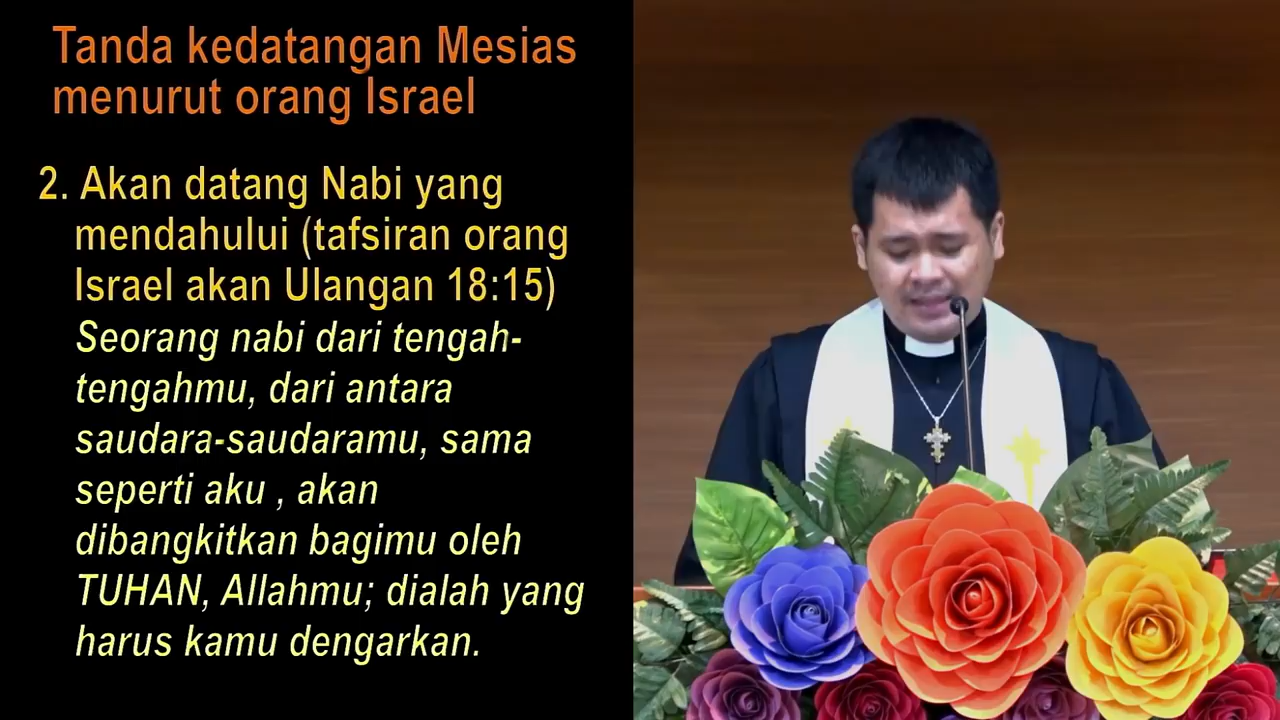 Tanda kedatangan Mesias
menurut orang Israel
2. Akan datang Nabi yang
mendahului (tafsiran orang
Israel akan Ulangan 18:15)
Seorang nabi dari tengah-
tengahmu, dari antara
saudara-saudaramu, sama
seperti aku , akan
dibangkitkan bagimu oleh
TUHAN, Allahmu; dialah yang
harus kamu dengarkan.